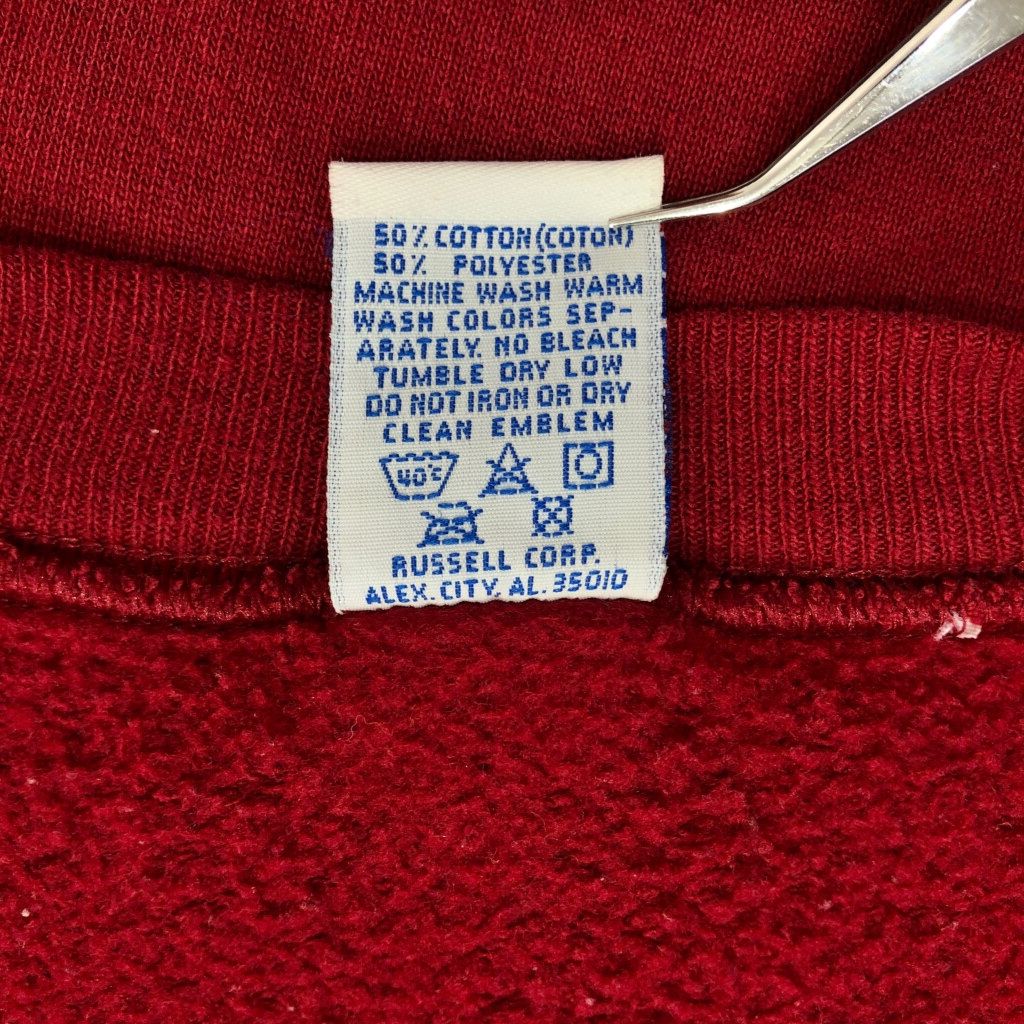 50% COTTON(COTON)
50% POLYESTER
MACHINE WASH WARM
WASH COLORS SEP-
ARATELY. NO BLEACH
TUMBLE DRY LOW
DO NOT IRON OR DRY
CLEAN EMBLEM
40°C
RUSSELL CORP.
ALEX. CITY, AL. 35010